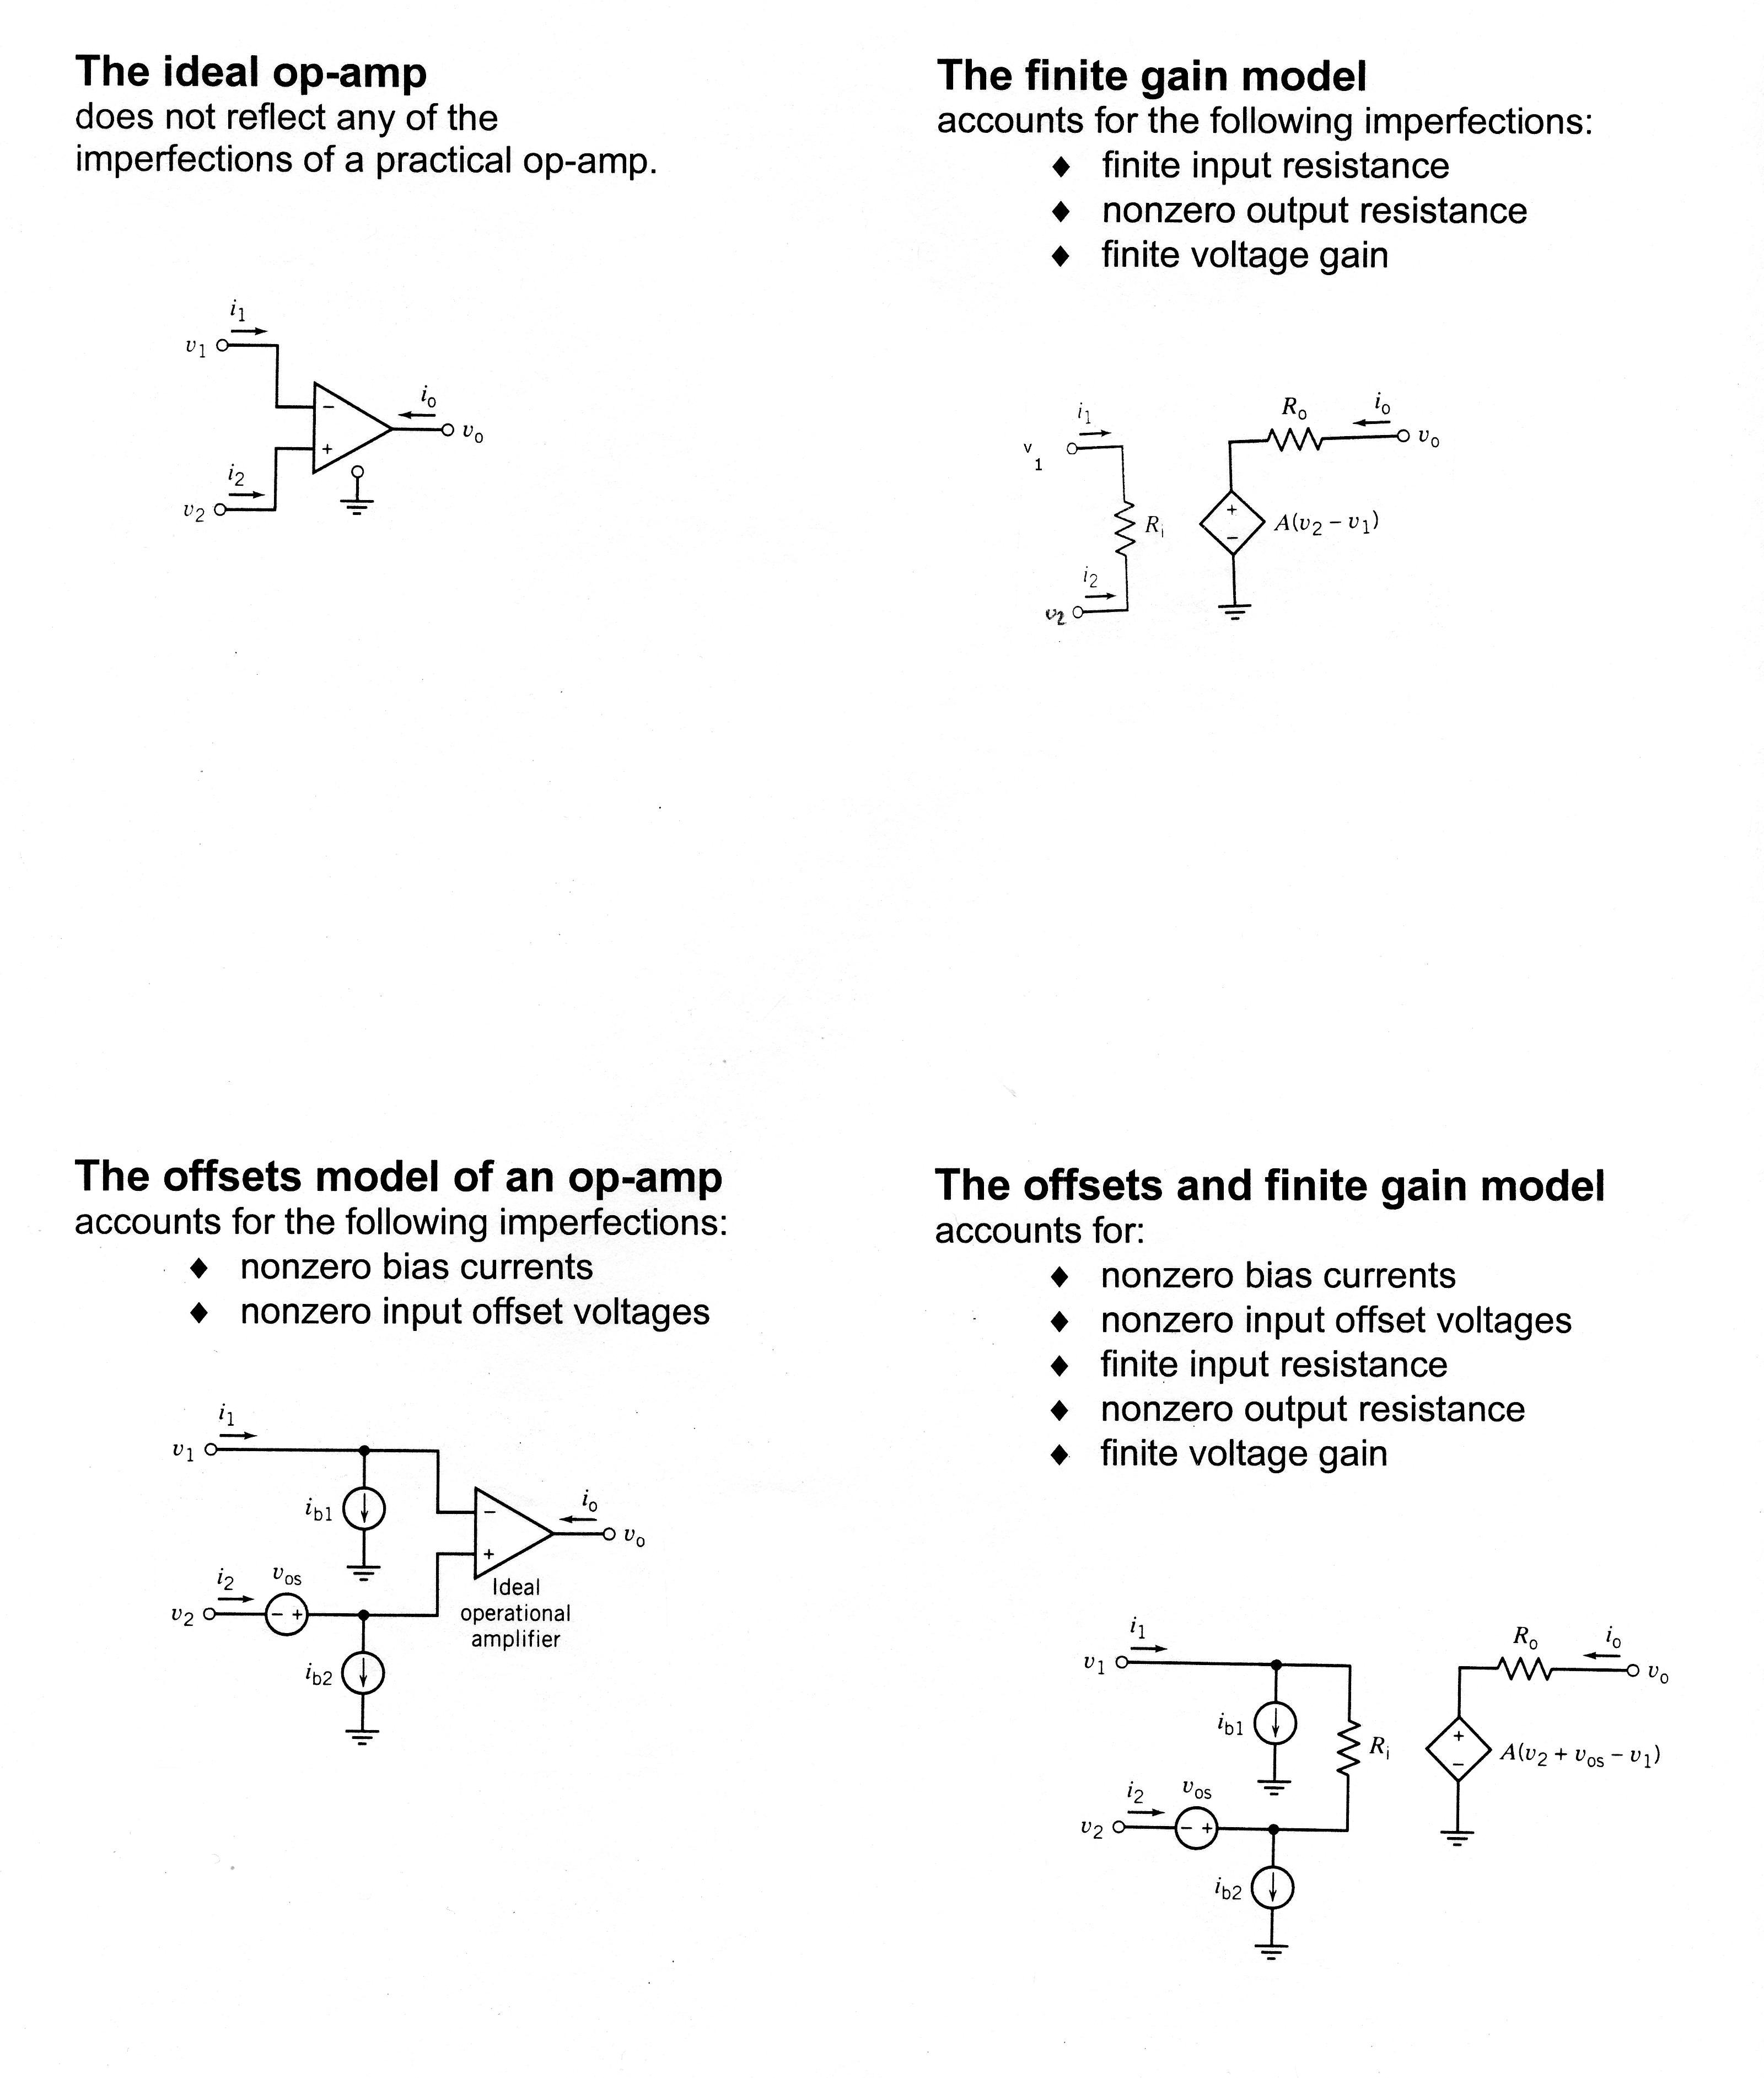 The ideal op-amp
does not reflect any of the
imperfections of a practical op-amp.
i1
v1
−
+
io
vo
i2
v2
The finite gain model
accounts for the following imperfections:
♦ finite input resistance
♦ nonzero output resistance
♦ finite voltage gain
i1
v1
Ri
i2
v2
Ro
io
vo
+
−
A(v2 − v1)
The offsets model of an op-amp
accounts for the following imperfections:
♦ nonzero bias currents
♦ nonzero input offset voltages
i1
v1
ib1
i2
vos
v2
− +
ib2
−
+
io
vo
Ideal
operational
amplifier
The offsets and finite gain model
accounts for:
♦ nonzero bias currents
♦ nonzero input offset voltages
♦ finite input resistance
♦ nonzero output resistance
♦ finite voltage gain
i1
v1
ib1
Ri
i2
vos
v2
− +
ib2
Ro
io
vo
+
−
A(v2 + vos − v1)